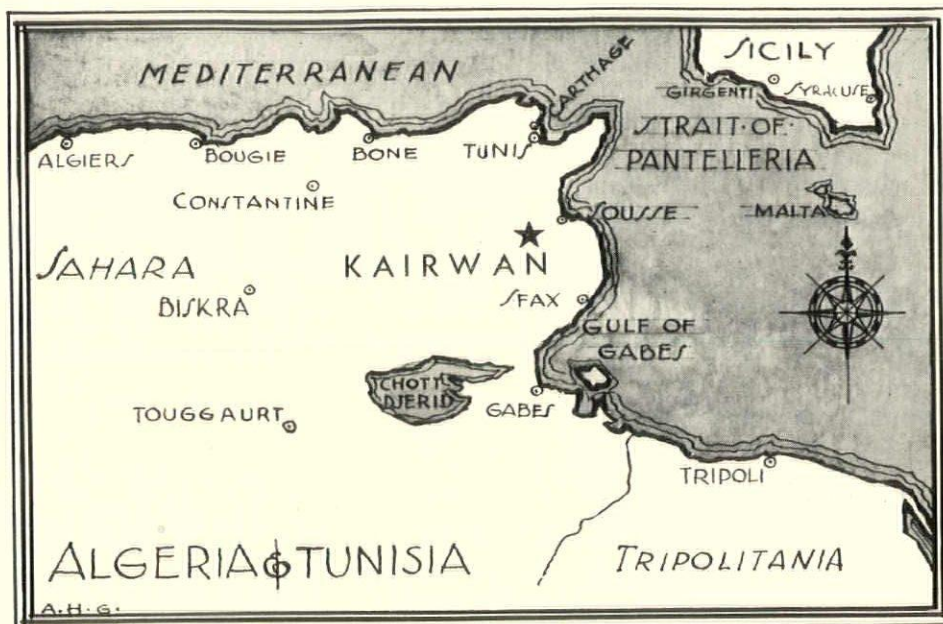 MEDITERRANEAN
CARTHAGE
SICILY
GIRGENTI
SYRACUSE
STRAIT·OF·
PANTELLERIA
ALGIERS
BOUGIE
BONE
TUNIS
CONSTANTINE
SOUSSE
MALTA
SAHARA
KAIRWAN
BISKRA
SFAX
GULF OF
GABES
CHOTT
DJERID
TOUGGAURT
GABES
TRIPOLI
ALGERIA & TUNISIA
TRIPOLITANIA
A.H.G.